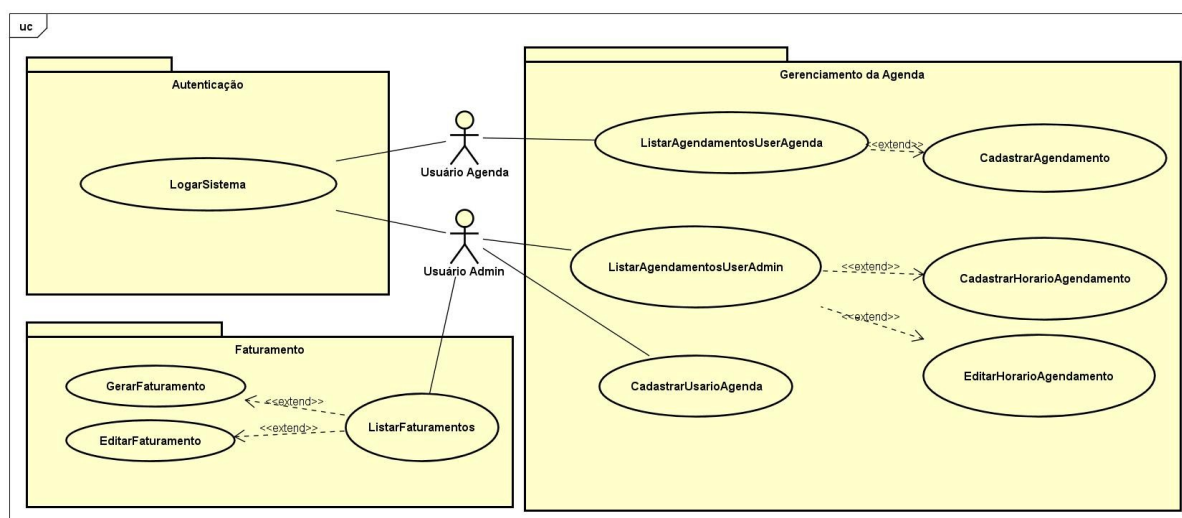 uc
Autenticação
LogarSistema
Usuário Agenda
Usuário Admin
Gerenciamento da Agenda
ListarAgendamentosUserAgenda
<<extend>>
CadastrarAgendamento
ListarAgendamentosUserAdmin
<<extend>>
CadastrarHorarioAgendamento
<<extend>>
EditarHorarioAgendamento
CadastrarUsarioAgenda
Faturamento
GerarFaturamento
<<extend>>
ListarFaturamentos
<<extend>>
EditarFaturamento